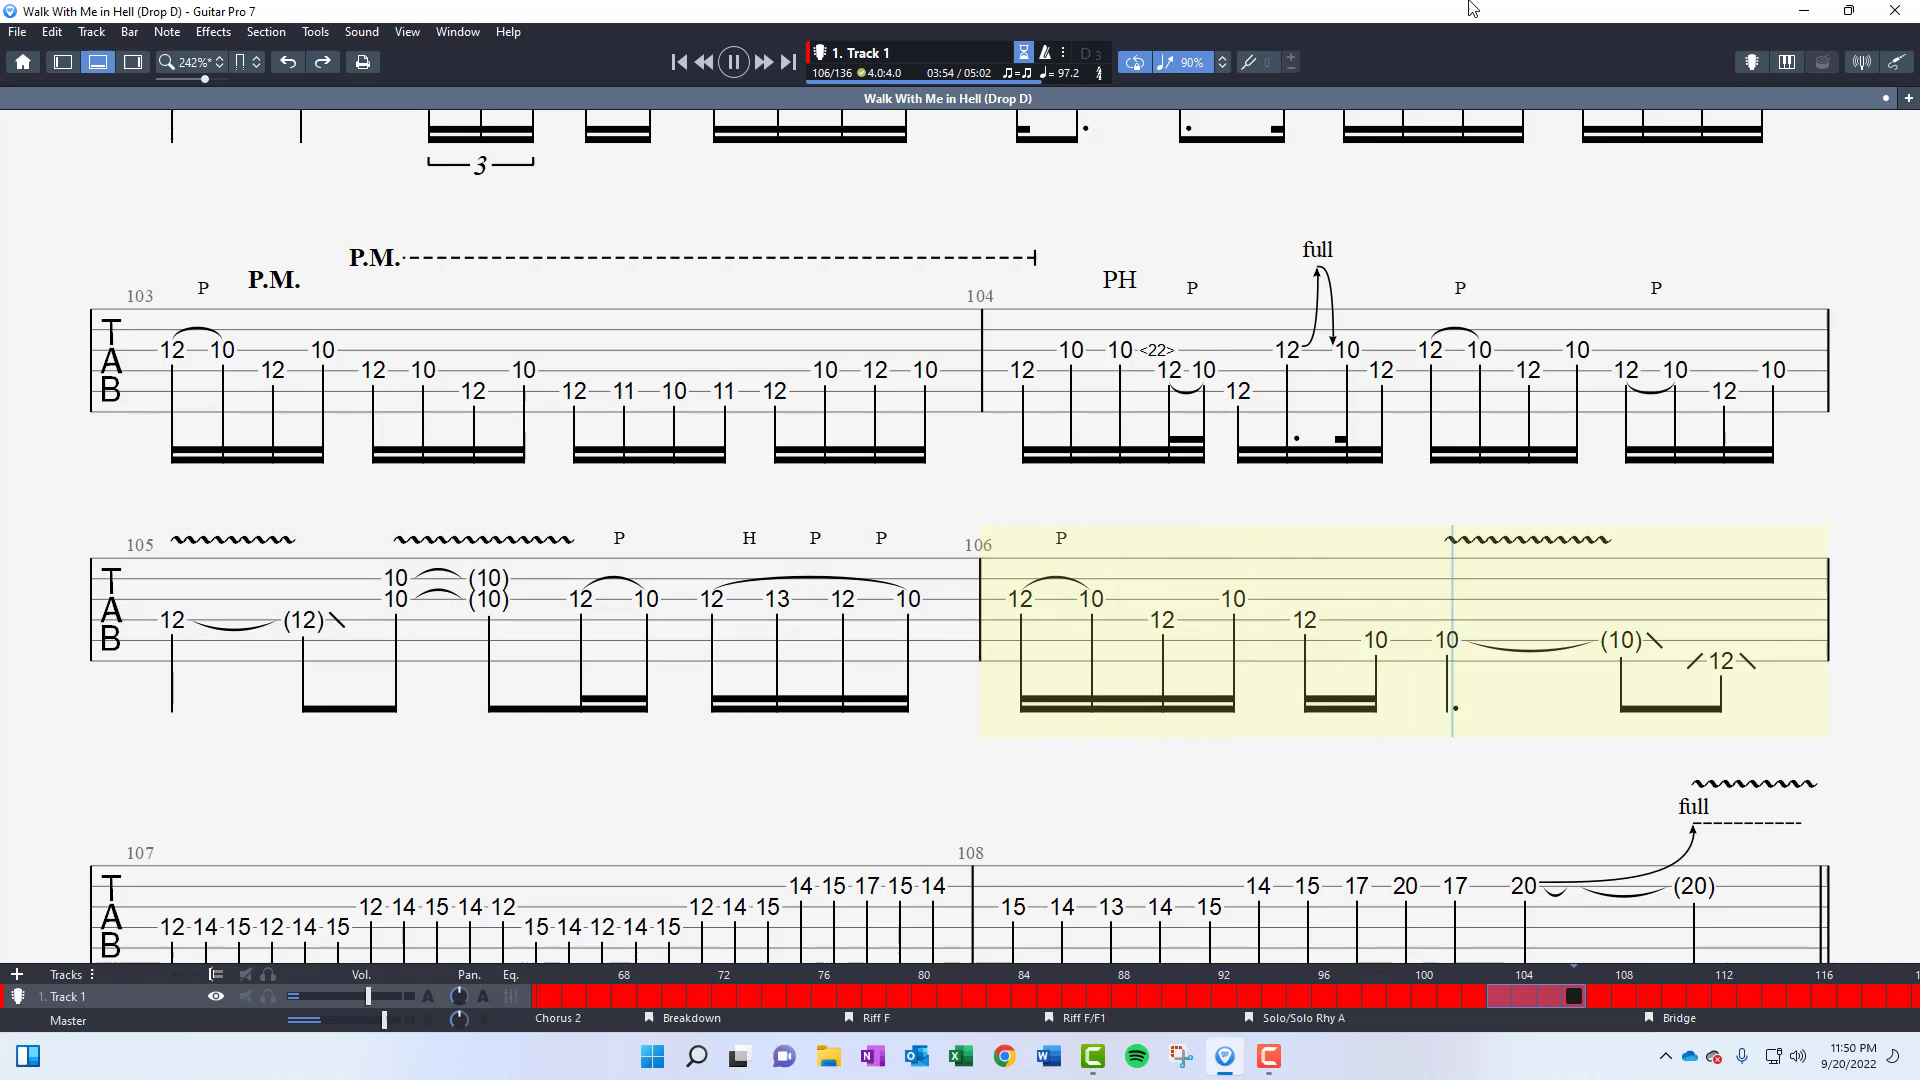 Walk With Me in Hell (Drop D) - Guitar Pro 7
File Edit Track Bar Note Effects Section Tools Sound View Window Help
242%* 1. Track 1 D 3 90% 0
106/136 4.0:4.0 03:54 / 05:02 = 97.2
Walk With Me in Hell (Drop D)
3
P.M. full
P P.M. PH P P P
103 104
T A B
12 10 10 10 10 <22> 12 10 12 10 10
12 12 10 10 10 12 10 12 12 10 12 10 12 12 12 10 10
12 12 11 10 11 12 12 12
P H P P P
105 106
T A B
10 (10)
10 (10) 12 10 12 13 12 10 12 10 10
12 (12) 12 12
10 10 (10)
12
full
107 108
T A B
14 15 17 15 14 14 15 17 20 17 20 (20)
12 14 15 14 12 12 14 15 15 14 13 14 15
12 14 15 12 14 15 15 14 12 14 15
Tracks Vol. Pan. Eq. 68 72 76 80 84 88 92 96 100 104 108 112 116
1. Track 1 A A
Master Chorus 2 Breakdown Riff F Riff F/F1 Solo/Solo Rhy A Bridge
11:50 PM
9/20/2022